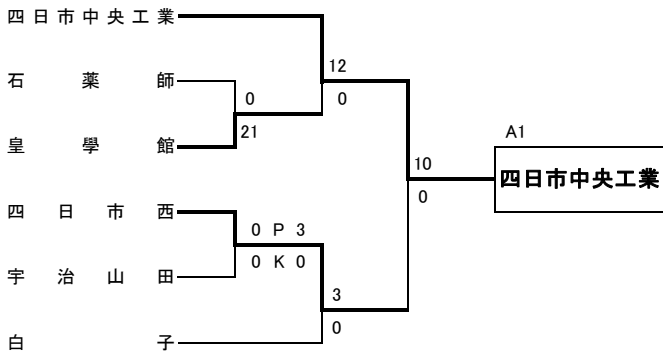 四日市中央工業
12
石薬師
0
0
A1
21
皇學館
10
四日市中央工業
0
四日市西
0 P 3
0 K 0
宇治山田
3
0
白子